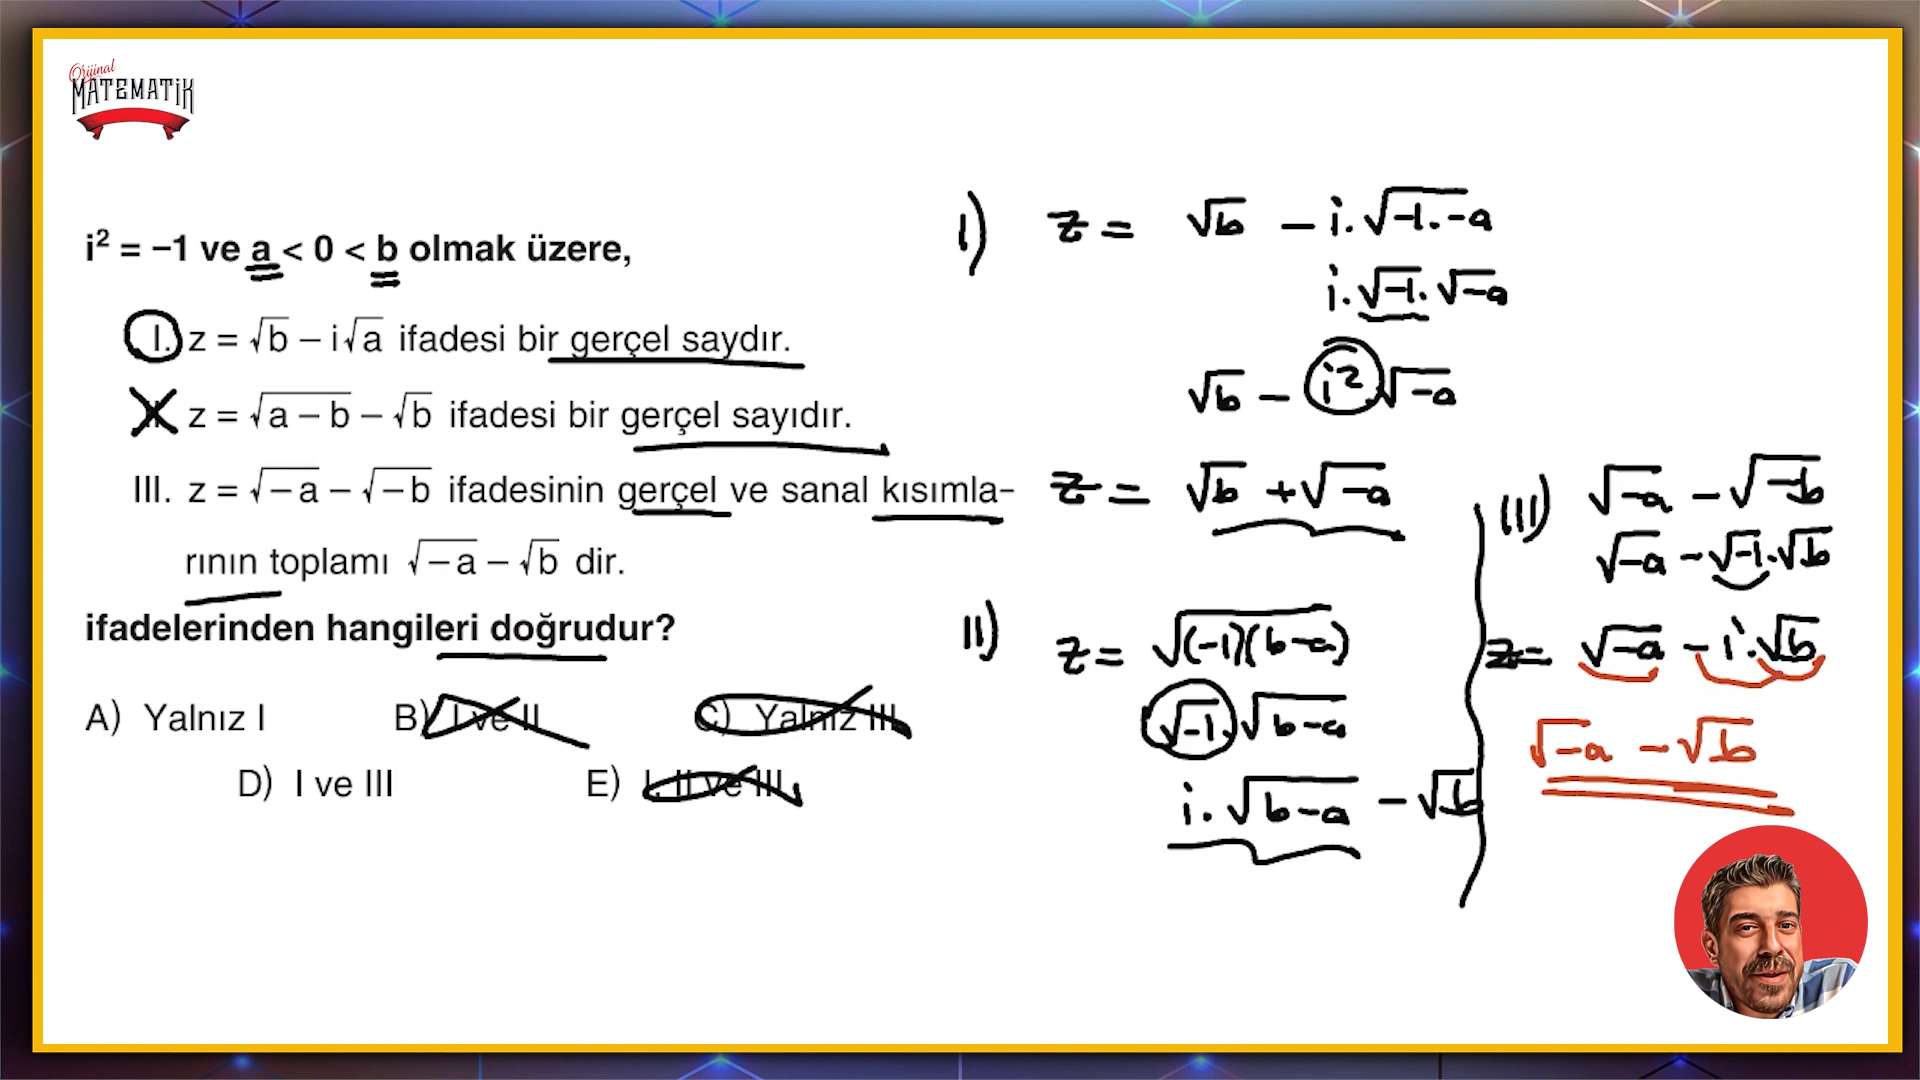 Orijinal
MATEMATİK
i² = –1 ve a < 0 < b olmak üzere,
I. z = √b – i√a ifadesi bir gerçel saydır.
II. z = √(a – b) – √b ifadesi bir gerçel sayıdır.
III. z = √(–a) – √(–b) ifadesinin gerçel ve sanal kısımla-
rının toplamı √(–a) – √b dir.
ifadelerinden hangileri doğrudur?
A) Yalnız I B) I ve II C) Yalnız III
D) I ve III E) I, II ve III
I) z = √b – i.√(-1.-a)
i.√-1.√-a
√b – i²√-a
z = √b + √-a
II) z = √((-1)(b-a))
√-1.√(b-a)
i.√(b-a) – √b
III) √-a – √-b
√-a – √-1.√b
z = √-a – i.√b
√-a – √b